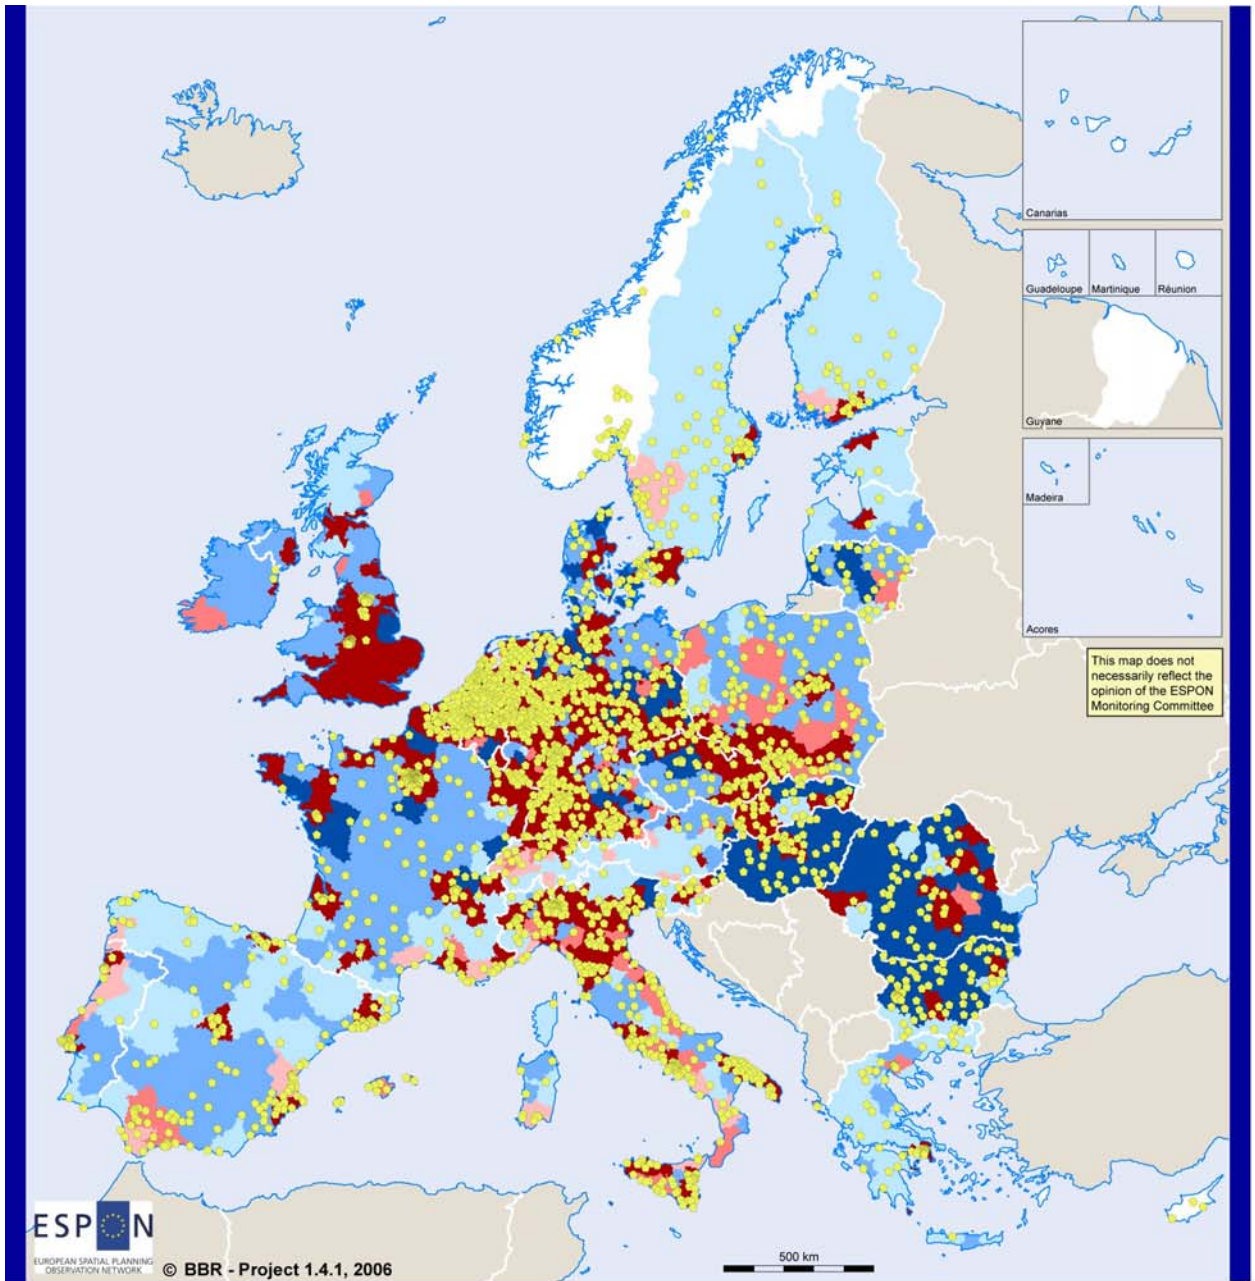 Canarias
Guadeloupe
Martinique
Réunion
Guyane
Madeira
Acores
This map does not
necessarily reflect the
opinion of the ESPON
Monitoring Committee
ESPON
EUROPEAN SPATIAL PLANNING
OBSERVATION NETWORK
© BBR - Project 1.4.1, 2006
500 km